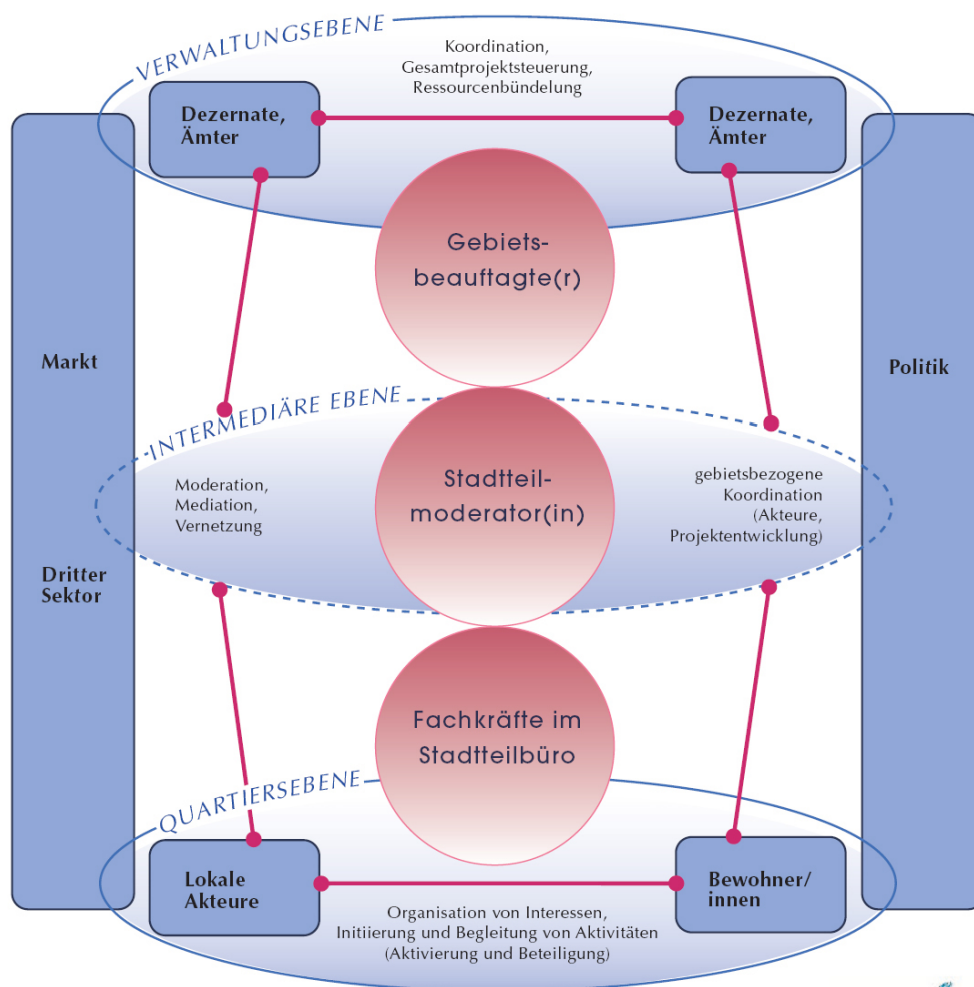 VERWALTUNGSEBENE
Koordination,
Gesamtprojektsteuerung,
Ressourcenbündelung
Dezernate,
Ämter
Dezernate,
Ämter
Gebiets-
beauftagte(r)
Markt
Politik
INTERMEDIÄRE EBENE
Moderation,
Mediation,
Vernetzung
Stadtteil-
moderator(in)
gebietsbezogene
Koordination
(Akteure,
Projektentwicklung)
Dritter
Sektor
Fachkräfte im
Stadtteilbüro
QUARTIERSEBENE
Lokale
Akteure
Bewohner/
innen
Organisation von Interessen,
Initiierung und Begleitung von Aktivitäten
(Aktivierung und Beteiligung)